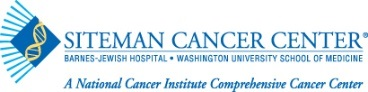 SITEMAN CANCER CENTER®
BARNES-JEWISH HOSPITAL • WASHINGTON UNIVERSITY SCHOOL OF MEDICINE
A National Cancer Institute Comprehensive Cancer Center